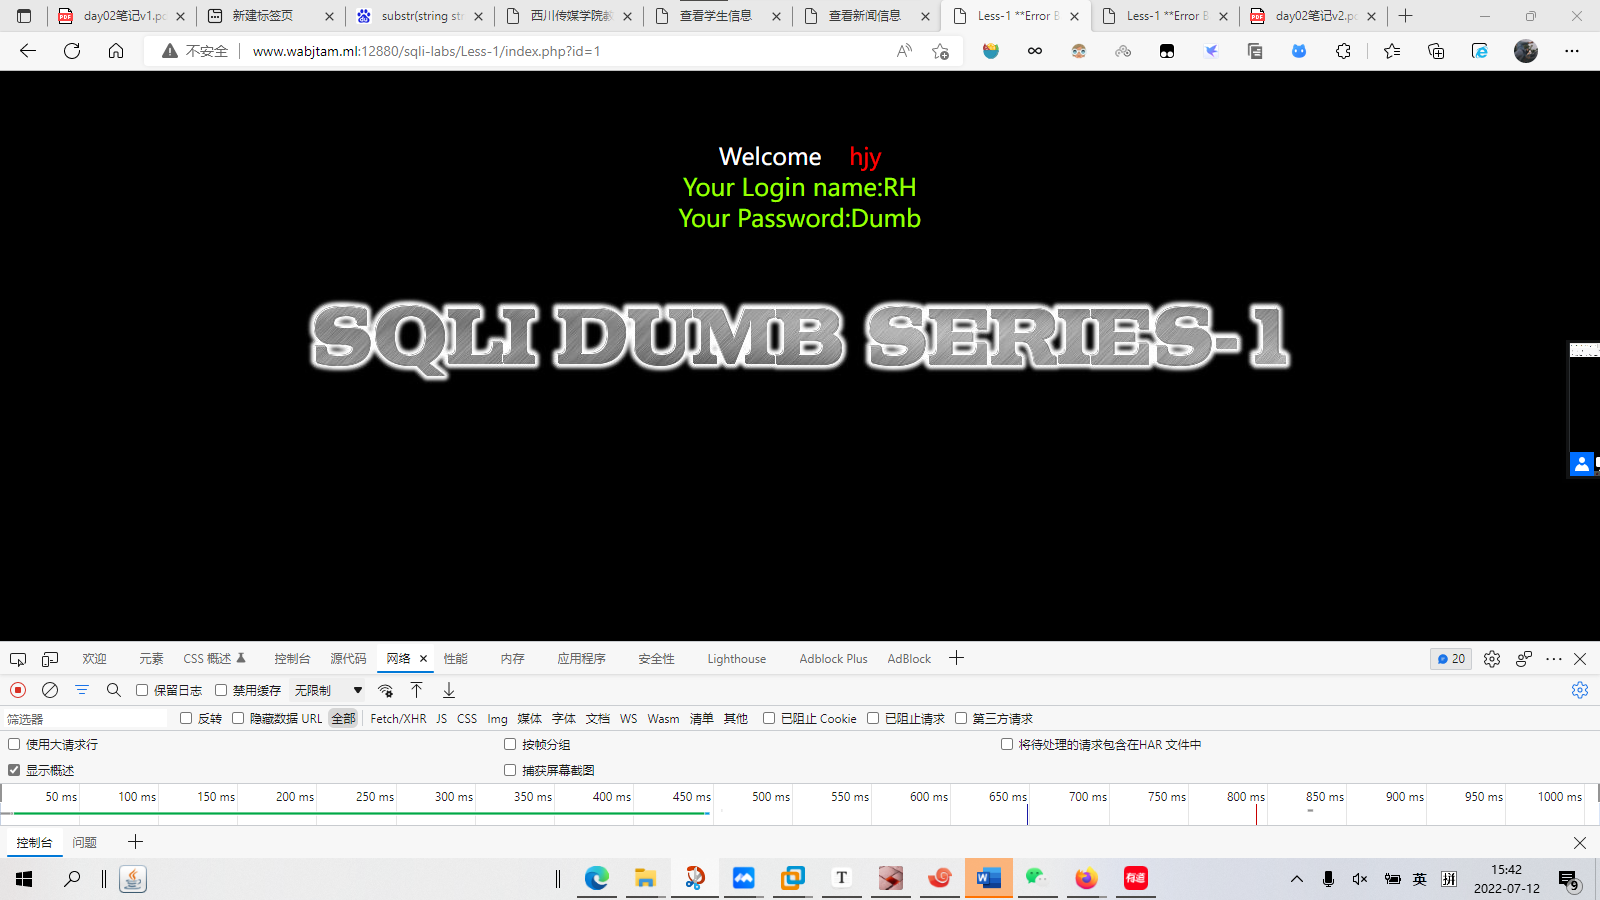 day02笔记v1.pd
新建标签页
substr(string str
西川传媒学院
查看学生信息
查看新闻信息
Less-1 **Error B
Less-1 **Error B
day02笔记v2.pd
不安全
www.wabjtam.ml:12880/sqli-labs/Less-1/index.php?id=1
Welcome hjy
Your Login name:RH
Your Password:Dumb
SQLI DUMB SERIES-1
欢迎 元素 CSS 概述 控制台 源代码 网络 性能 内存 应用程序 安全性 Lighthouse Adblock Plus AdBlock 20
保留日志 禁用缓存 无限制
筛选器 反转 隐藏数据 URL 全部 Fetch/XHR JS CSS Img 媒体 字体 文档 WS Wasm 清单 其他 已阻止 Cookie 已阻止请求 第三方请求
使用大请求行 按帧分组 将待处理的请求包含在HAR 文件中
显示概述 捕获屏幕截图
50 ms 100 ms 150 ms 200 ms 250 ms 300 ms 350 ms 400 ms 450 ms 500 ms 550 ms 600 ms 650 ms 700 ms 750 ms 800 ms 850 ms 900 ms 950 ms 1000 ms
控制台 问题
有道
英 拼
15:42
2022-07-12
9